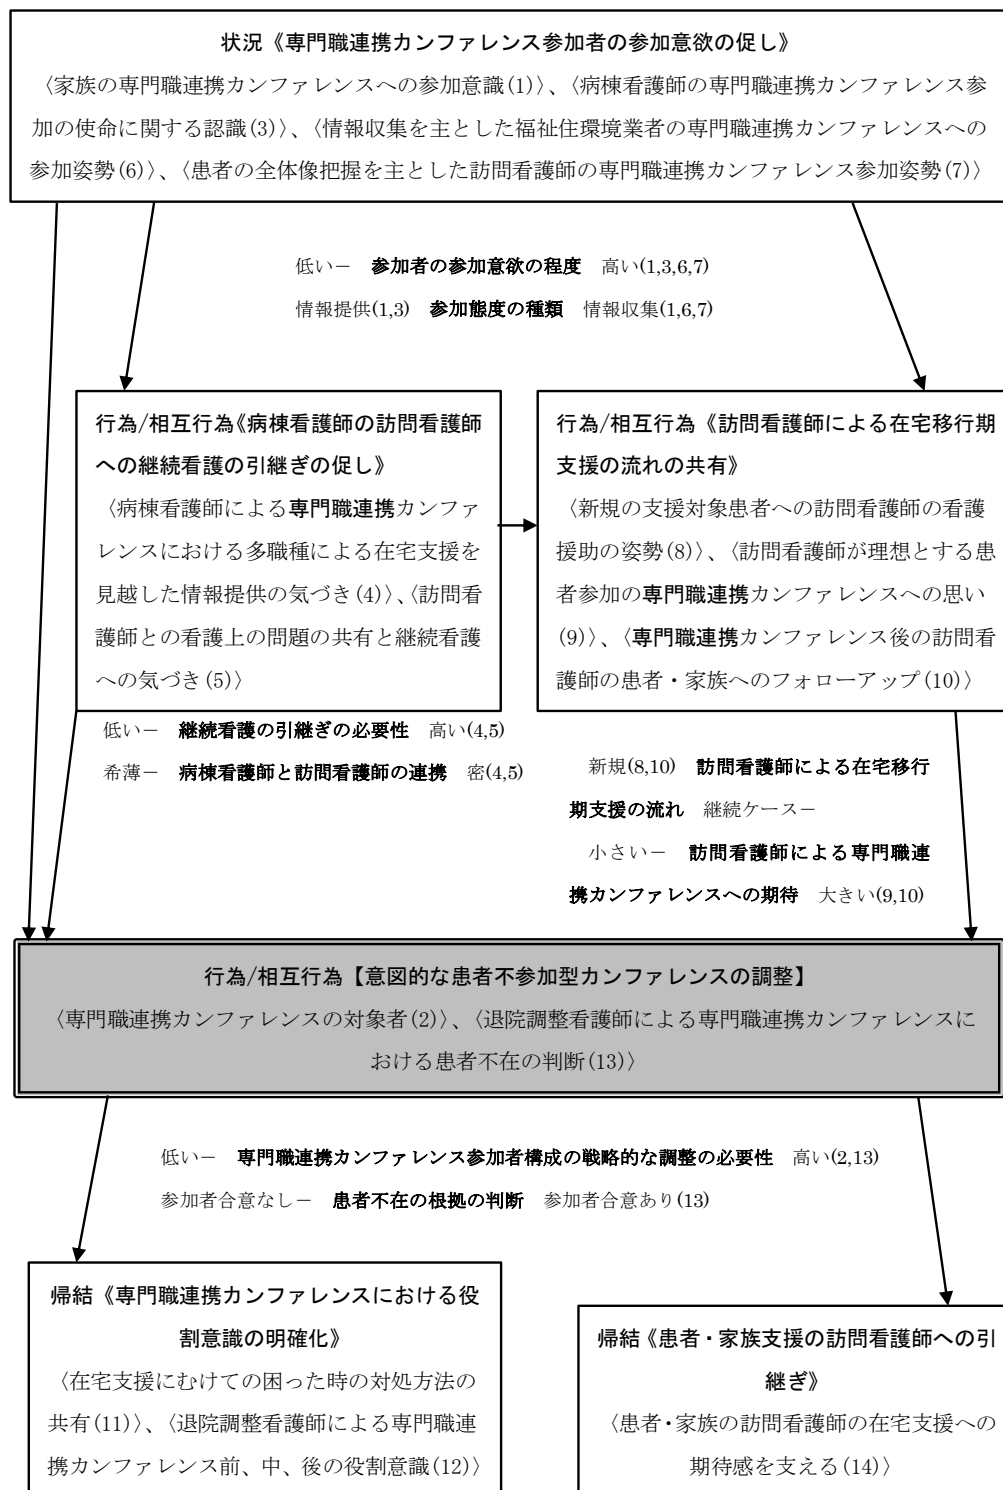 状況《専門職連携カンファレンス参加者の参加意欲の促し》
〈家族の専門職連携カンファレンスへの参加意識(1)〉、〈病棟看護師の専門職連携カンファレンス参
加の使命に関する認識(3)〉、〈情報収集を主とした福祉住環境業者の専門職連携カンファレンスへの
参加姿勢(6)〉、〈患者の全体像把握を主とした訪問看護師の専門職連携カンファレンス参加姿勢(7)〉
低い－ 参加者の参加意欲の程度 高い(1,3,6,7)
情報提供(1,3) 参加態度の種類 情報収集(1,6,7)
行為/相互行為《病棟看護師の訪問看護師
への継続看護の引継ぎの促し》
〈病棟看護師による専門職連携カンファ
レンスにおける多職種による在宅支援を
見越した情報提供の気づき(4)〉、〈訪問看
護師との看護上の問題の共有と継続看護
への気づき(5)〉
行為/相互行為《訪問看護師による在宅移行期
支援の流れの共有》
〈新規の支援対象患者への訪問看護師の看護
援助の姿勢(8)〉、〈訪問看護師が理想とする患
者参加の専門職連携カンファレンスへの思い
(9)〉、〈専門職連携カンファレンス後の訪問看
護師の患者・家族へのフォローアップ(10)〉
低い－ 継続看護の引継ぎの必要性 高い(4,5)
希薄－ 病棟看護師と訪問看護師の連携 密(4,5)
新規(8,10) 訪問看護師による在宅移行
期支援の流れ 継続ケース－
小さい－ 訪問看護師による専門職連
携カンファレンスへの期待 大きい(9,10)
行為/相互行為【意図的な患者不参加型カンファレンスの調整】
〈専門職連携カンファレンスの対象者(2)〉、〈退院調整看護師による専門職連携カンファレンスに
おける患者不在の判断(13)〉
低い－ 専門職連携カンファレンス参加者構成の戦略的な調整の必要性 高い(2,13)
参加者合意なし－ 患者不在の根拠の判断 参加者合意あり(13)
帰結《専門職連携カンファレンスにおける役
割意識の明確化》
〈在宅支援にむけての困った時の対処方法の
共有(11)〉、〈退院調整看護師による専門職連
携カンファレンス前、中、後の役割意識(12)〉
帰結《患者・家族支援の訪問看護師への引
継ぎ》
〈患者・家族の訪問看護師の在宅支援への
期待感を支える(14)〉